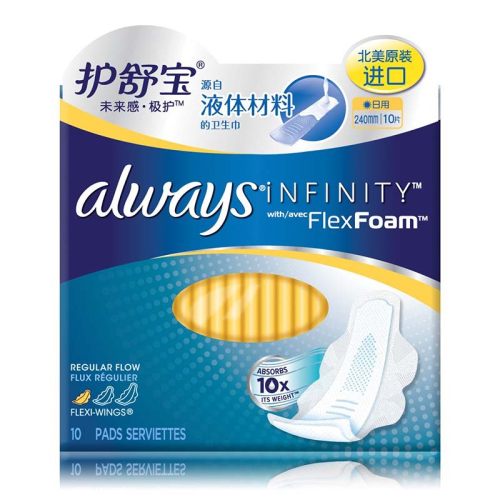 护舒宝®
未来感·极护™
源自
液体材料
的卫生巾
北美原装
进口
日用
240mm 10片
always® iNFINITY™
with/avec FlexFoam™
REGULAR FLOW
FLUX RÉGULIER
FLEXI-WINGS®
10 PADS SERVIETTES
ABSORBS
10x
ITS WEIGHT™